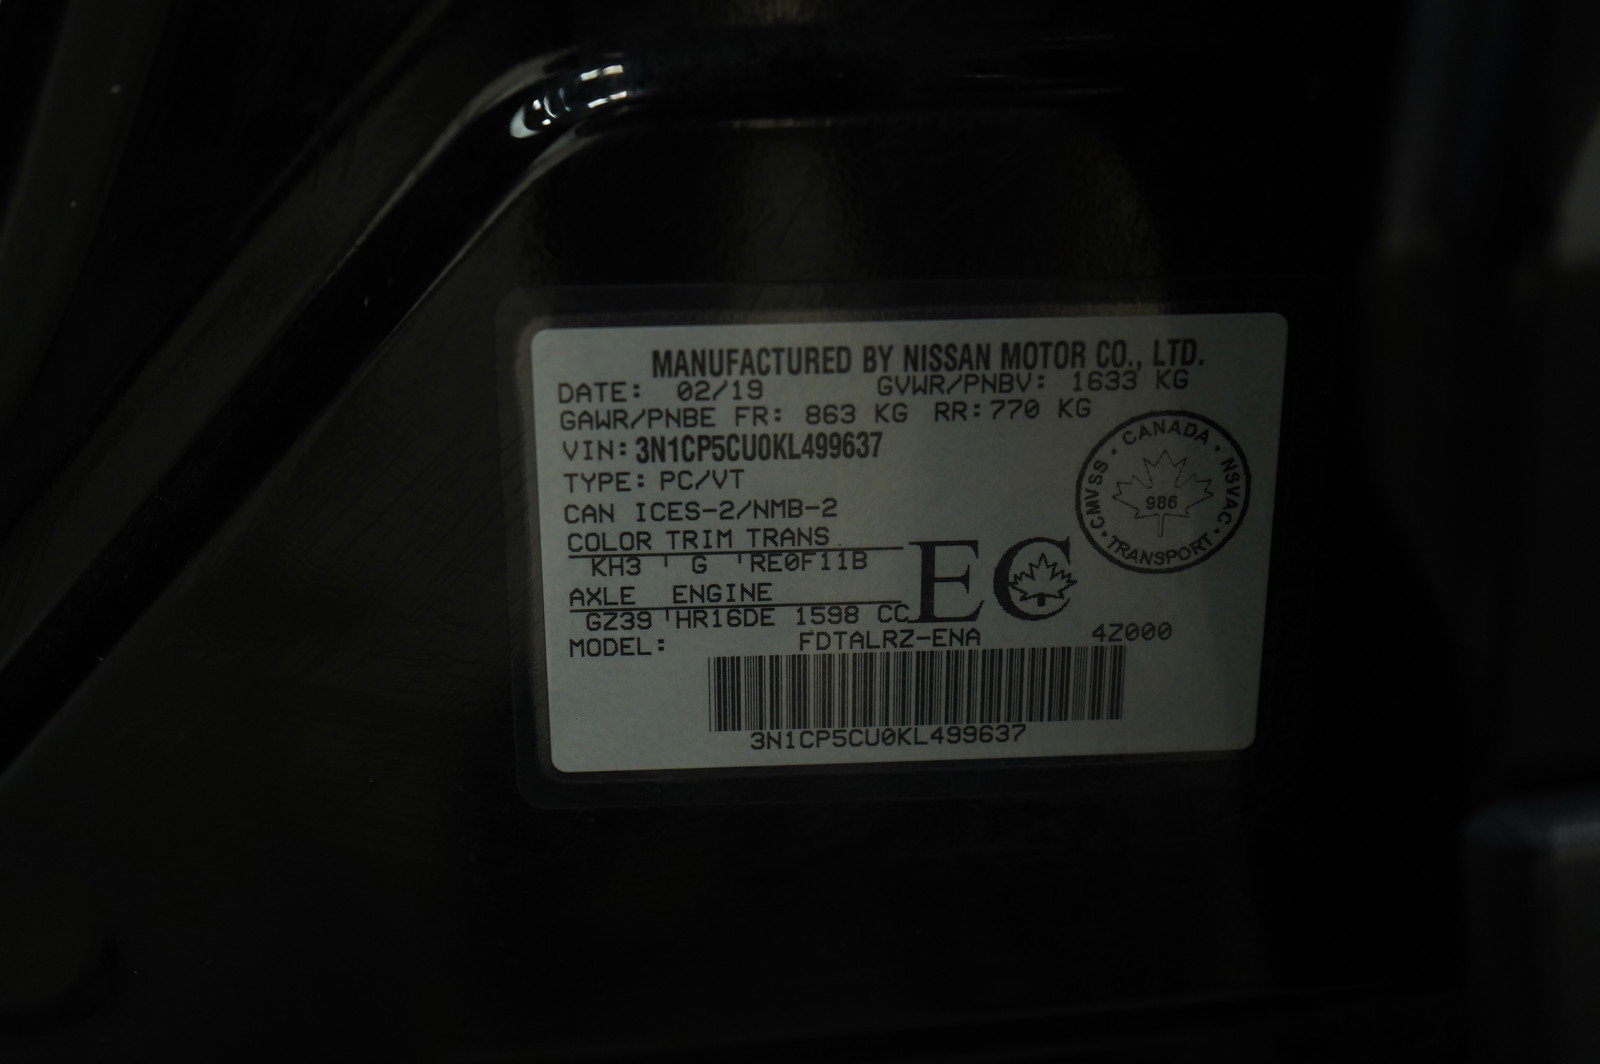 MANUFACTURED BY NISSAN MOTOR CO., LTD.
DATE: 02/19 GVWR/PNBV: 1633 KG
GAWR/PNBE FR: 863 KG RR: 770 KG
VIN: 3N1CP5CU0KL499637
TYPE: PC/VT
CAN ICES-2/NMB-2
COLOR TRIM TRANS
KH3 ' G 'RE0F11B
AXLE ENGINE
GZ39 'HR16DE 1598 CC
EC
CANADA · NSVAC · TRANSPORT · CMVSS ·
986
MODEL: FDTALRZ-ENA 4Z000
3N1CP5CU0KL499637